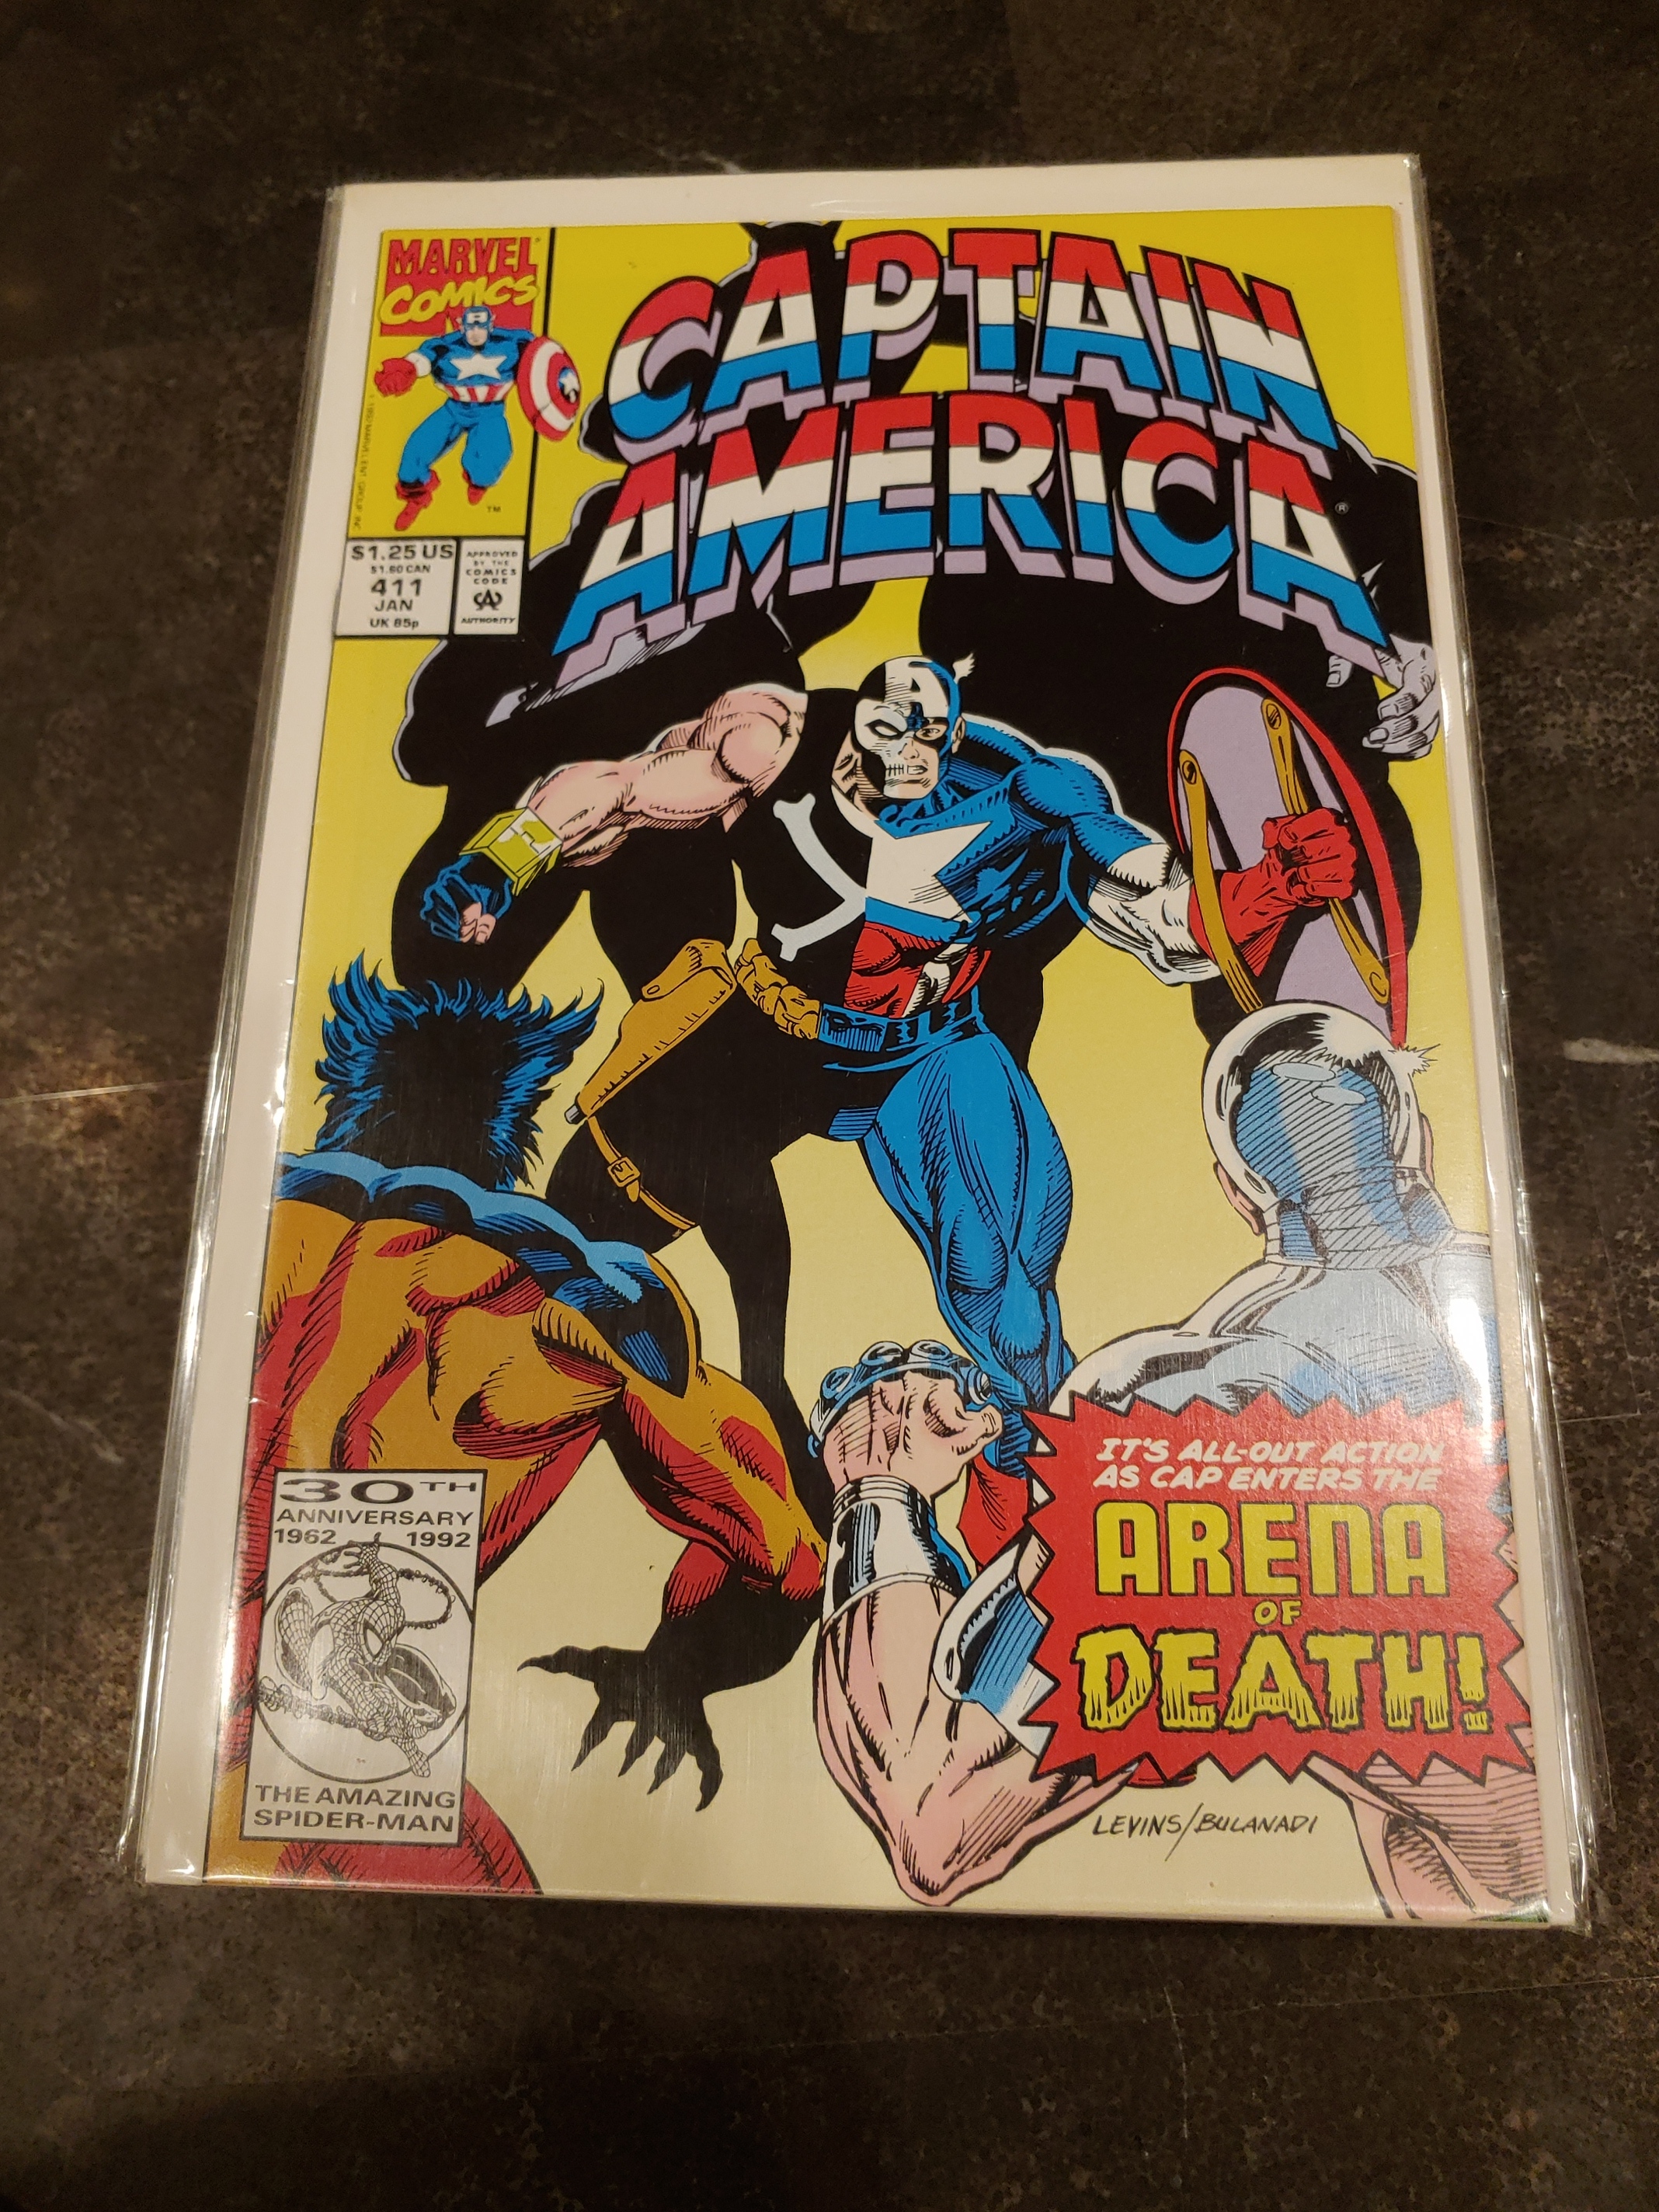 MARVEL
COMICS
TM
$1.25 US
$1.60 CAN
411
JAN
UK 85p
APPROVED
BY THE
COMICS
CODE
CA
AUTHORITY
CAPTAIN
AMERICA
®
A
IT'S ALL-OUT ACTION
AS CAP ENTERS THE
ARENA
OF
DEATH!
30TH
ANNIVERSARY
1962 1992
THE AMAZING
SPIDER-MAN
LEVINS/BULANADI